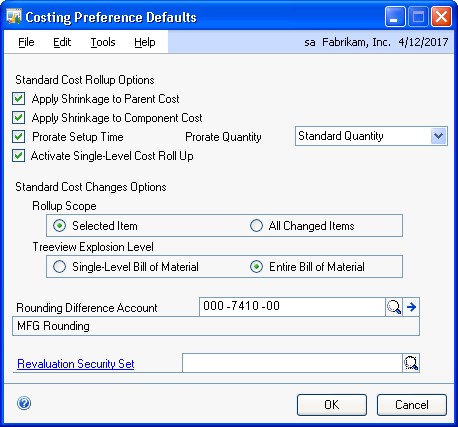 Costing Preference Defaults
File Edit Tools Help sa Fabrikam, Inc. 4/12/2017
Standard Cost Rollup Options
Apply Shrinkage to Parent Cost
Apply Shrinkage to Component Cost
Prorate Setup Time Prorate Quantity Standard Quantity
Activate Single-Level Cost Roll Up
Standard Cost Changes Options
Rollup Scope
Selected Item All Changed Items
Treeview Explosion Level
Single-Level Bill of Material Entire Bill of Material
Rounding Difference Account 000 -7410 -00
MFG Rounding
Revaluation Security Set
OK Cancel